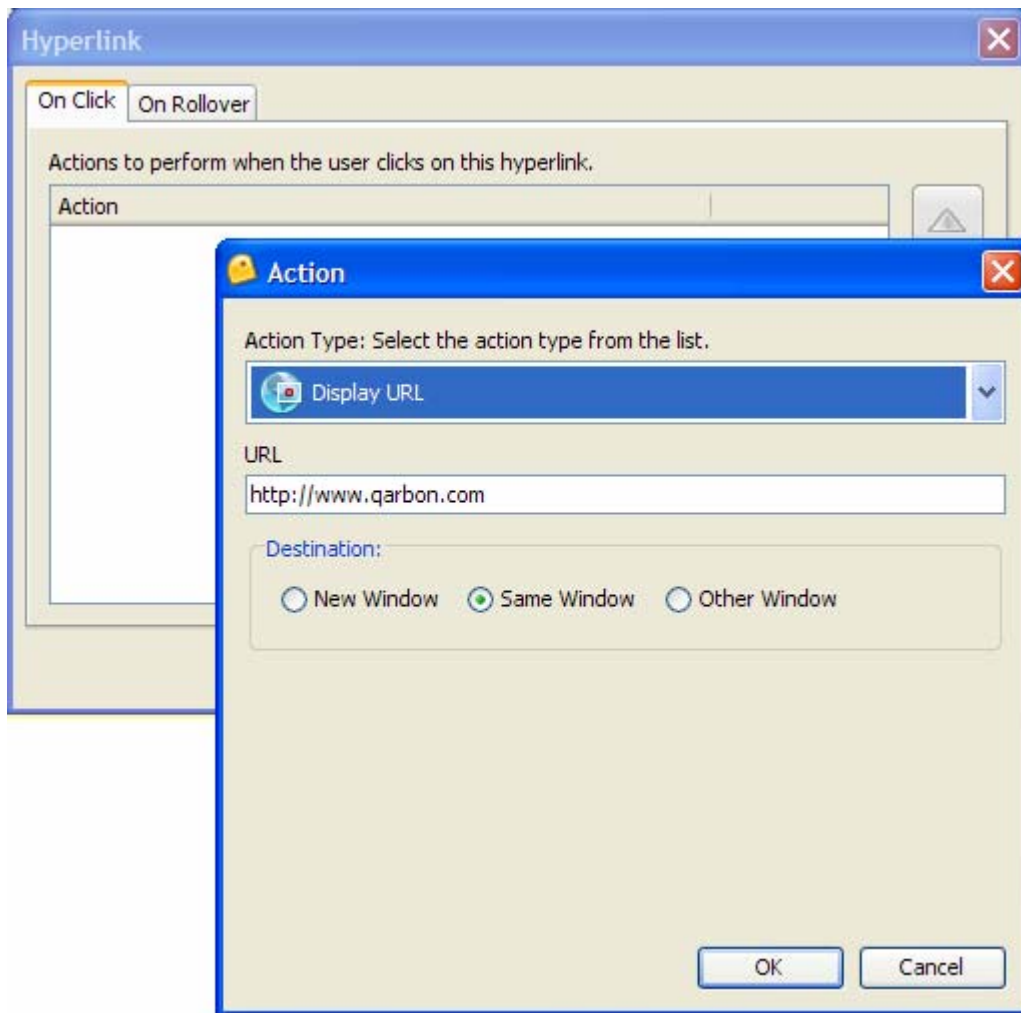 Hyperlink
On Click On Rollover
Actions to perform when the user clicks on this hyperlink.
Action
Action
Action Type: Select the action type from the list.
Display URL
URL
http://www.qarbon.com
Destination:
New Window Same Window Other Window
OK Cancel